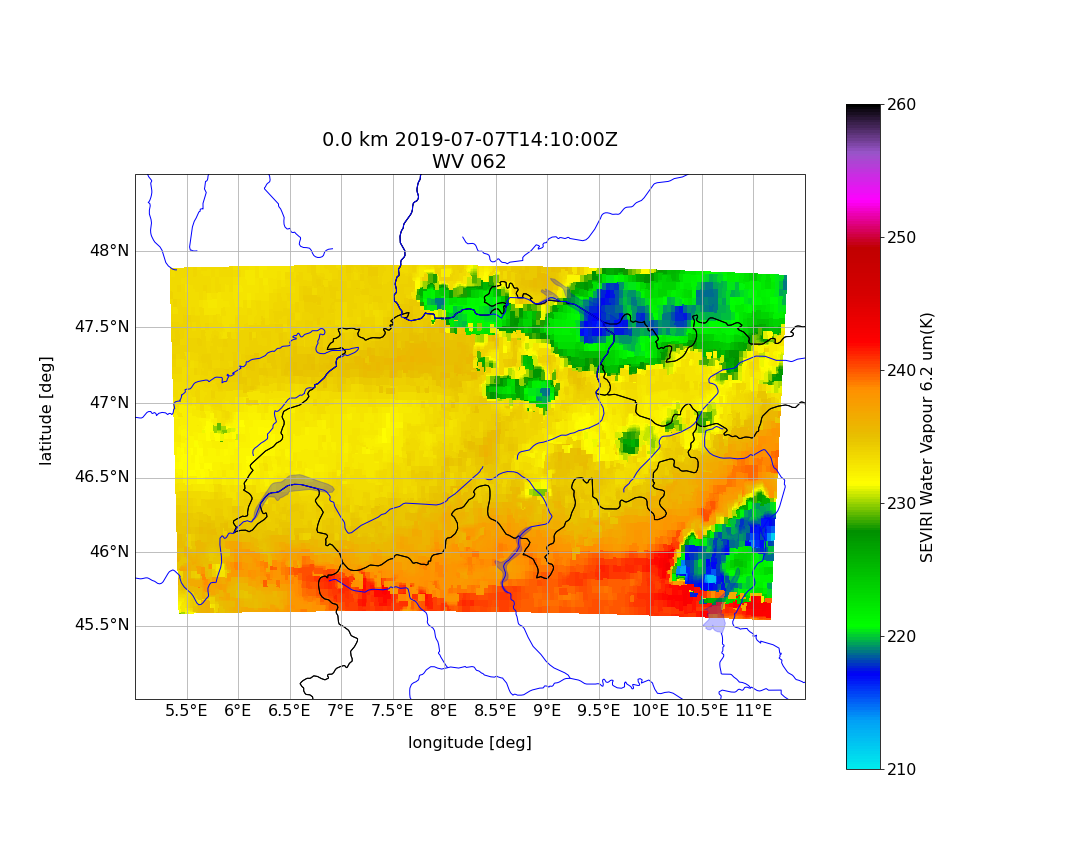 0.0 km 2019-07-07T14:10:00Z
WV 062
latitude [deg]
48°N
47.5°N
47°N
46.5°N
46°N
45.5°N
5.5°E 6°E 6.5°E 7°E 7.5°E 8°E 8.5°E 9°E 9.5°E 10°E 10.5°E 11°E
longitude [deg]
260
250
240
230
220
210
SEVIRI Water Vapour 6.2 um(K)